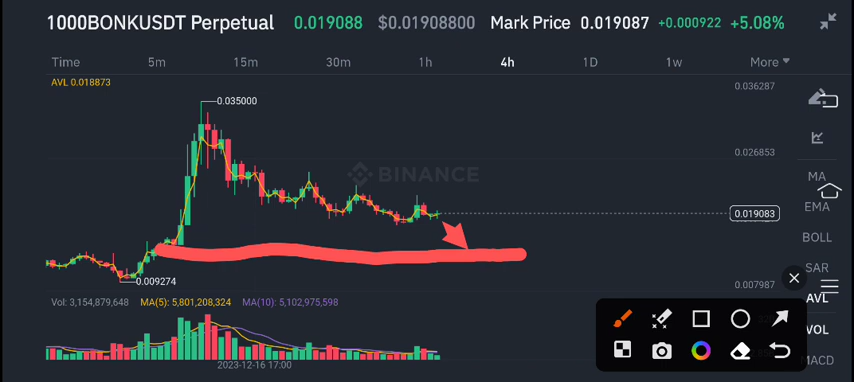 1000BONKUSDT Perpetual 0.019088 $0.01908800 Mark Price 0.019087 +0.000922 +5.08%
Time 5m 15m 30m 1h 4h 1D 1w More
AVL 0.018873
0.036287
0.035000
0.026853
BINANCE
MA
EMA
0.019083
BOLL
SAR
0.009274
0.007987
AVL
Vol: 3,154,879,648 MA(5): 5,801,208,324 MA(10): 5,102,975,598
VOL
MACD
2023-12-16 17:00